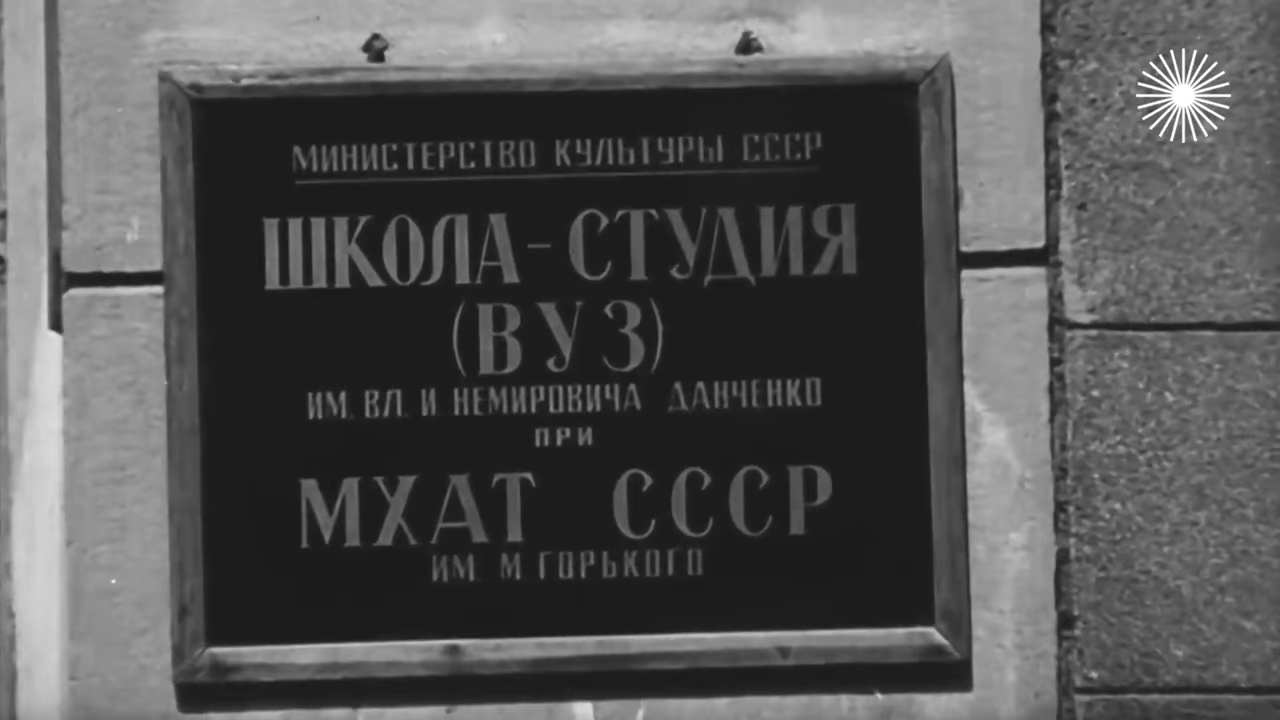 МИНИСТЕРСТВО КУЛЬТУРЫ СССР
ШКОЛА-СТУДИЯ
(ВУЗ)
ИМ. ВЛ. И. НЕМИРОВИЧА ДАНЧЕНКО
ПРИ
МХАТ СССР
ИМ. М ГОРЬКОГО